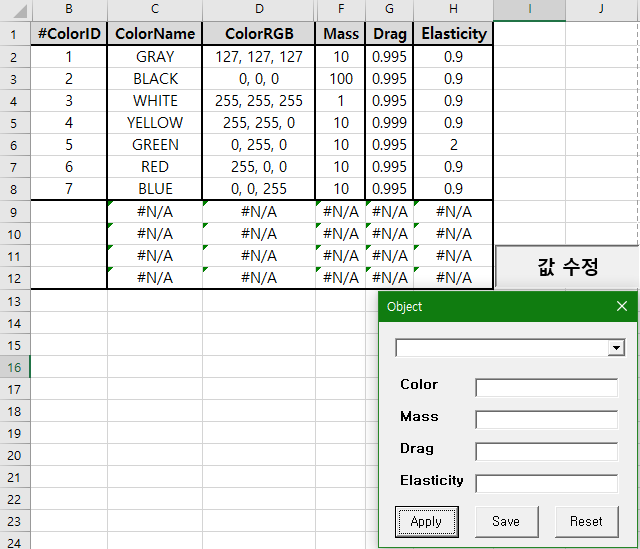 B C D F G H I J
1 #ColorID ColorName ColorRGB Mass Drag Elasticity
2 1 GRAY 127, 127, 127 10 0.995 0.9
3 2 BLACK 0, 0, 0 100 0.995 0.9
4 3 WHITE 255, 255, 255 1 0.995 0.9
5 4 YELLOW 255, 255, 0 10 0.999 0.9
6 5 GREEN 0, 255, 0 10 0.995 2
7 6 RED 255, 0, 0 10 0.995 0.9
8 7 BLUE 0, 0, 255 10 0.995 0.9
9 #N/A #N/A #N/A #N/A #N/A
10 #N/A #N/A #N/A #N/A #N/A
11 #N/A #N/A #N/A #N/A #N/A
12 #N/A #N/A #N/A #N/A #N/A
값 수정
13
14
15
16
17
18
19
20
21
22
23
24
Object
Color
Mass
Drag
Elasticity
Apply Save Reset